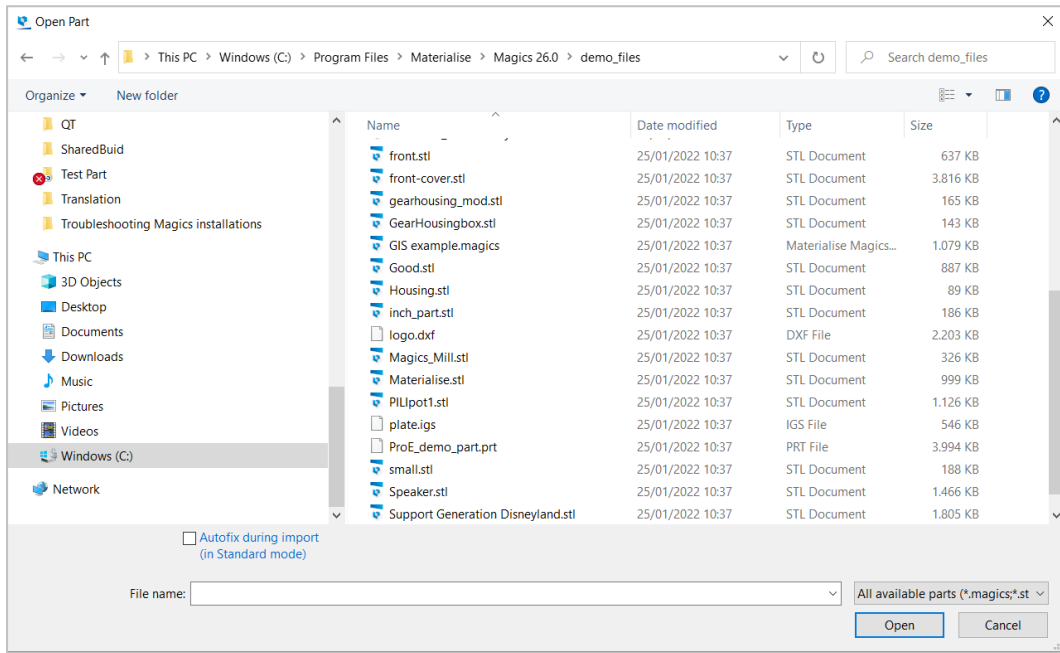 Open Part
This PC > Windows (C:) > Program Files > Materialise > Magics 26.0 > demo_files
Search demo_files
Organize
New folder
QT
SharedBuid
Test Part
Translation
Troubleshooting Magics installations
This PC
3D Objects
Desktop
Documents
Downloads
Music
Pictures
Videos
Windows (C:)
Network
Name Date modified Type Size
front.stl 25/01/2022 10:37 STL Document 637 KB
front-cover.stl 25/01/2022 10:37 STL Document 3.816 KB
gearhousing_mod.stl 25/01/2022 10:37 STL Document 165 KB
GearHousingbox.stl 25/01/2022 10:37 STL Document 143 KB
GIS example.magics 25/01/2022 10:37 Materialise Magics... 1.079 KB
Good.stl 25/01/2022 10:37 STL Document 887 KB
Housing.stl 25/01/2022 10:37 STL Document 89 KB
inch_part.stl 25/01/2022 10:37 STL Document 186 KB
logo.dxf 25/01/2022 10:37 DXF File 2.203 KB
Magics_Mill.stl 25/01/2022 10:37 STL Document 326 KB
Materialise.stl 25/01/2022 10:37 STL Document 999 KB
PILIpot1.stl 25/01/2022 10:37 STL Document 1.126 KB
plate.igs 25/01/2022 10:37 IGS File 546 KB
ProE_demo_part.prt 25/01/2022 10:37 PRT File 3.994 KB
small.stl 25/01/2022 10:37 STL Document 188 KB
Speaker.stl 25/01/2022 10:37 STL Document 1.466 KB
Support Generation Disneyland.stl 25/01/2022 10:37 STL Document 1.805 KB
Autofix during import
(in Standard mode)
File name:
All available parts (*.magics;*.st
Open
Cancel